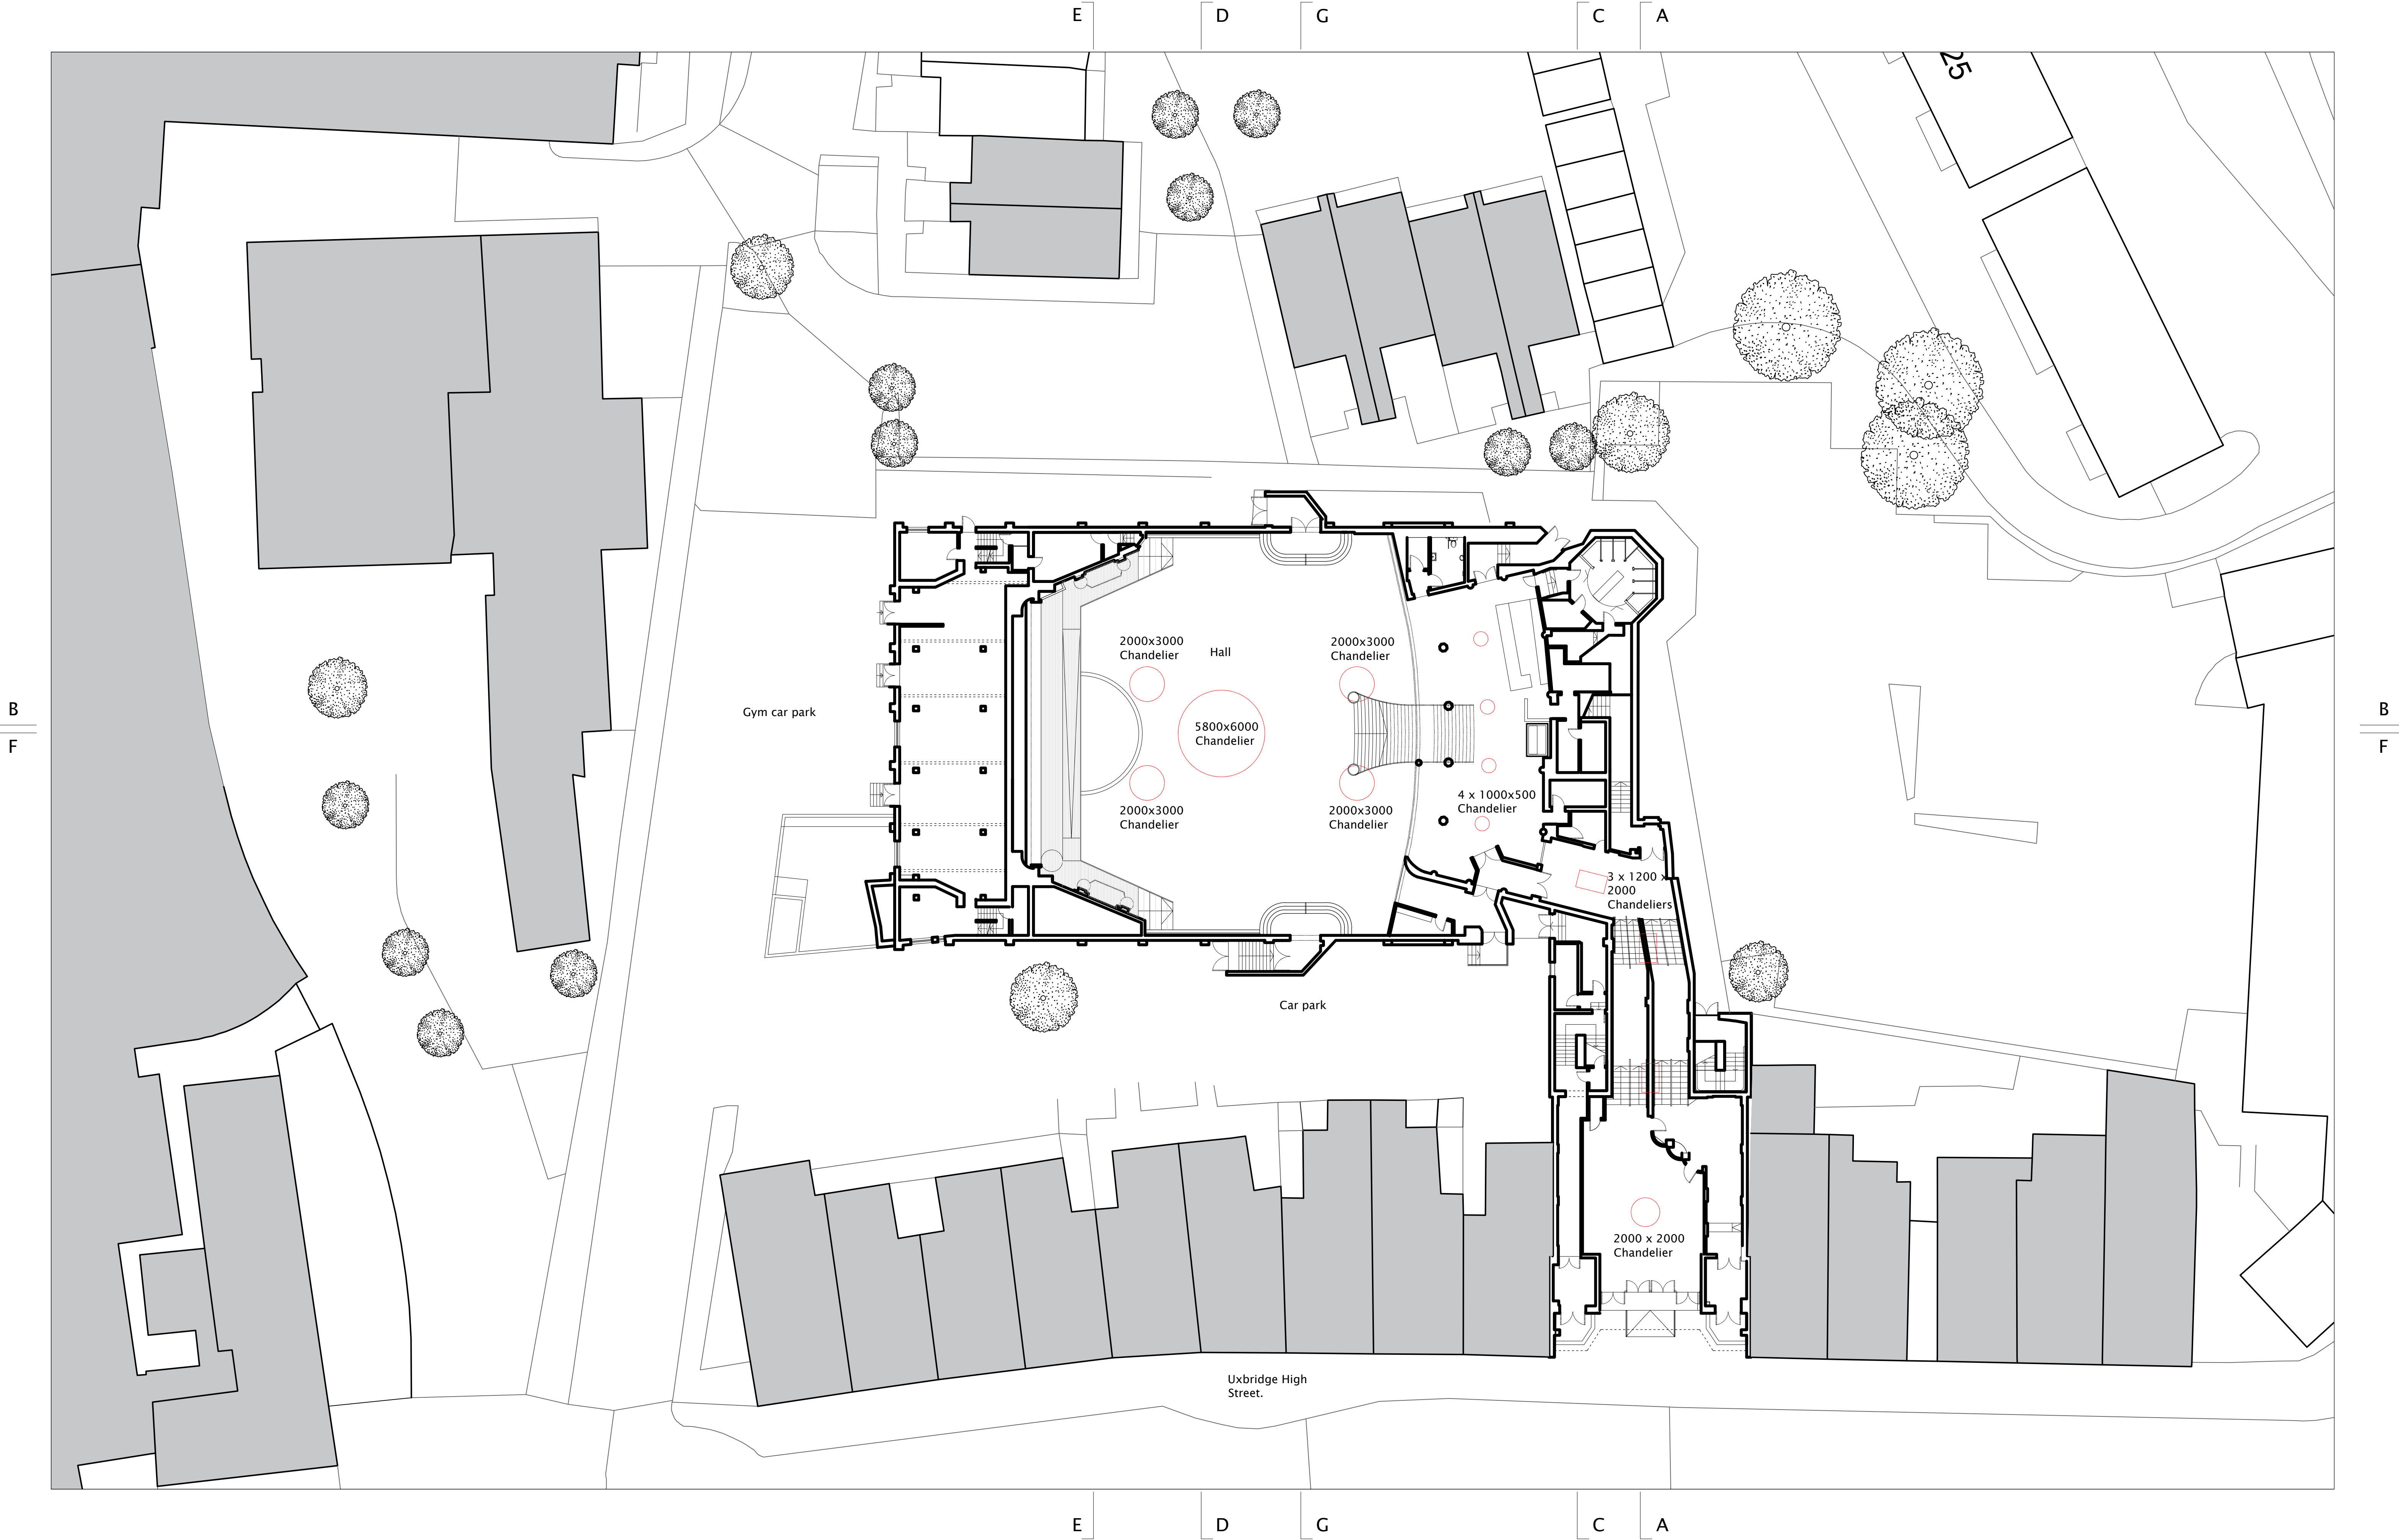 E
D
G
C
A
25
2000x3000
Chandelier
Hall
2000x3000
Chandelier
B
F
Gym car park
5800x6000
Chandelier
B
F
2000x3000
Chandelier
2000x3000
Chandelier
4 x 1000x500
Chandelier
3 x 1200 x
2000
Chandeliers
Car park
2000 x 2000
Chandelier
Uxbridge High
Street.
E
D
G
C
A